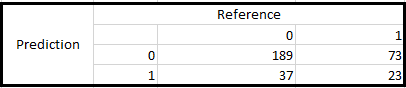 Reference
Prediction
0 1
0 189 73
1 37 23